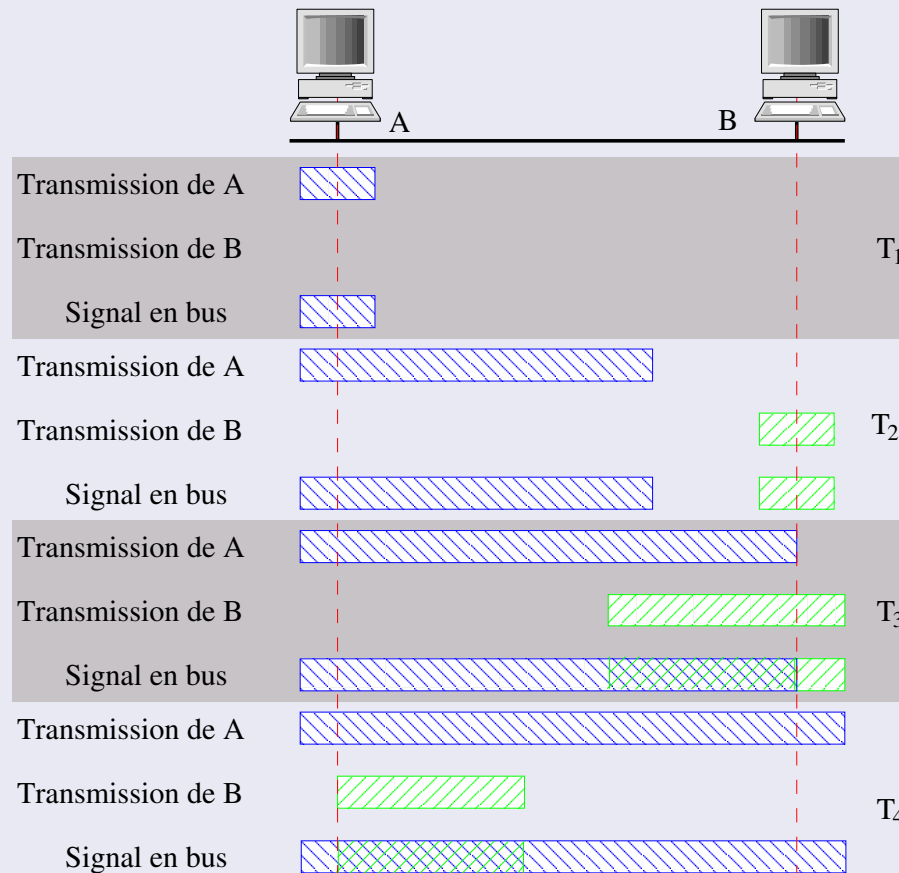 A
B
Transmission de A
Transmission de B
T1
Signal en bus
Transmission de A
Transmission de B
T2
Signal en bus
Transmission de A
Transmission de B
T3
Signal en bus
Transmission de A
Transmission de B
T4
Signal en bus